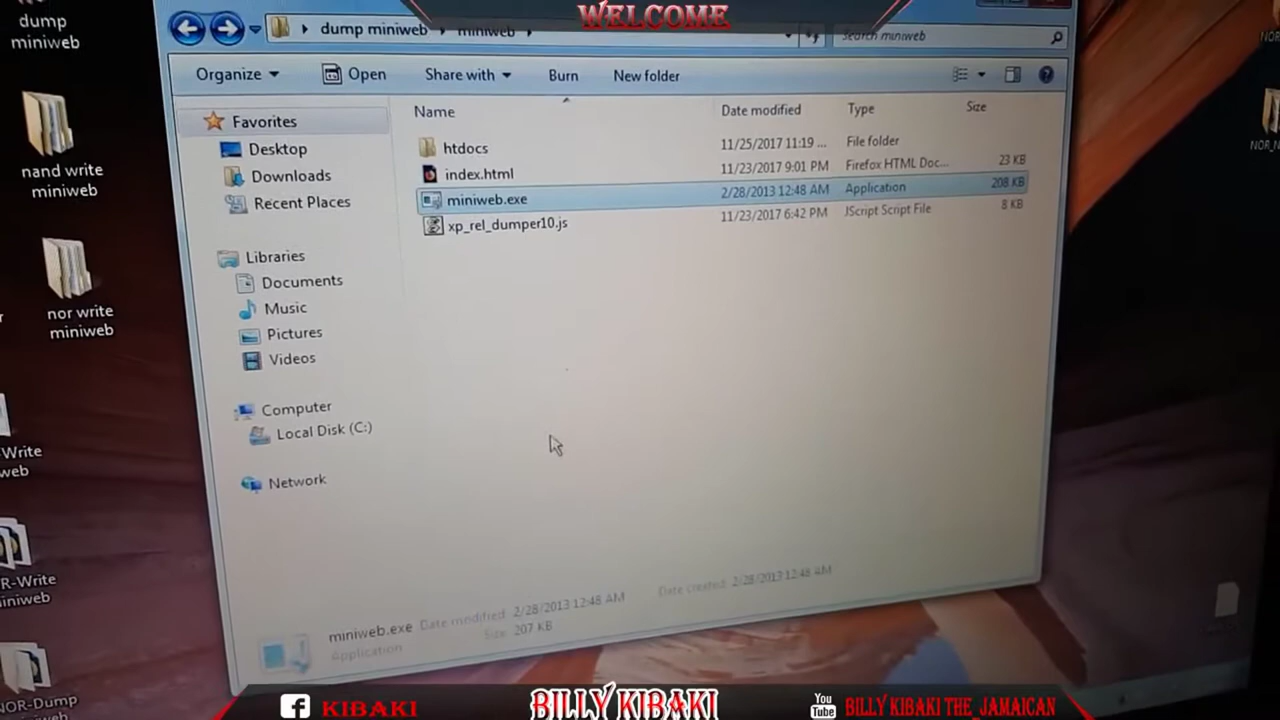 WELCOME
dump
miniweb
nand write
miniweb
nor write
miniweb
miniweb
dump miniweb
miniweb
Search miniweb
Organize
Open
Share with
Burn
New folder
Name
Date modified
Type
Size
htdocs
11/25/2017 11:19 ...
File folder
index.html
11/23/2017 9:01 PM
Firefox HTML Doc...
23 KB
miniweb.exe
2/28/2013 12:48 AM
Application
208 KB
xp_rel_dumper10.js
11/23/2017 6:42 PM
JScript Script File
8 KB
Favorites
Desktop
Downloads
Recent Places
Libraries
Documents
Music
Pictures
Videos
Computer
Local Disk (C:)
Network
-Write
web
R-Write
miniweb
NOR-Dump
miniweb
miniweb.exe
Date modified: 2/28/2013 12:48 AM
Date created: 2/28/2013 12:48 AM
Application
Size: 207 KB
KIBAKI
BILLY KIBAKI
You
Tube
BILLY KIBAKI THE_JAMAICAN